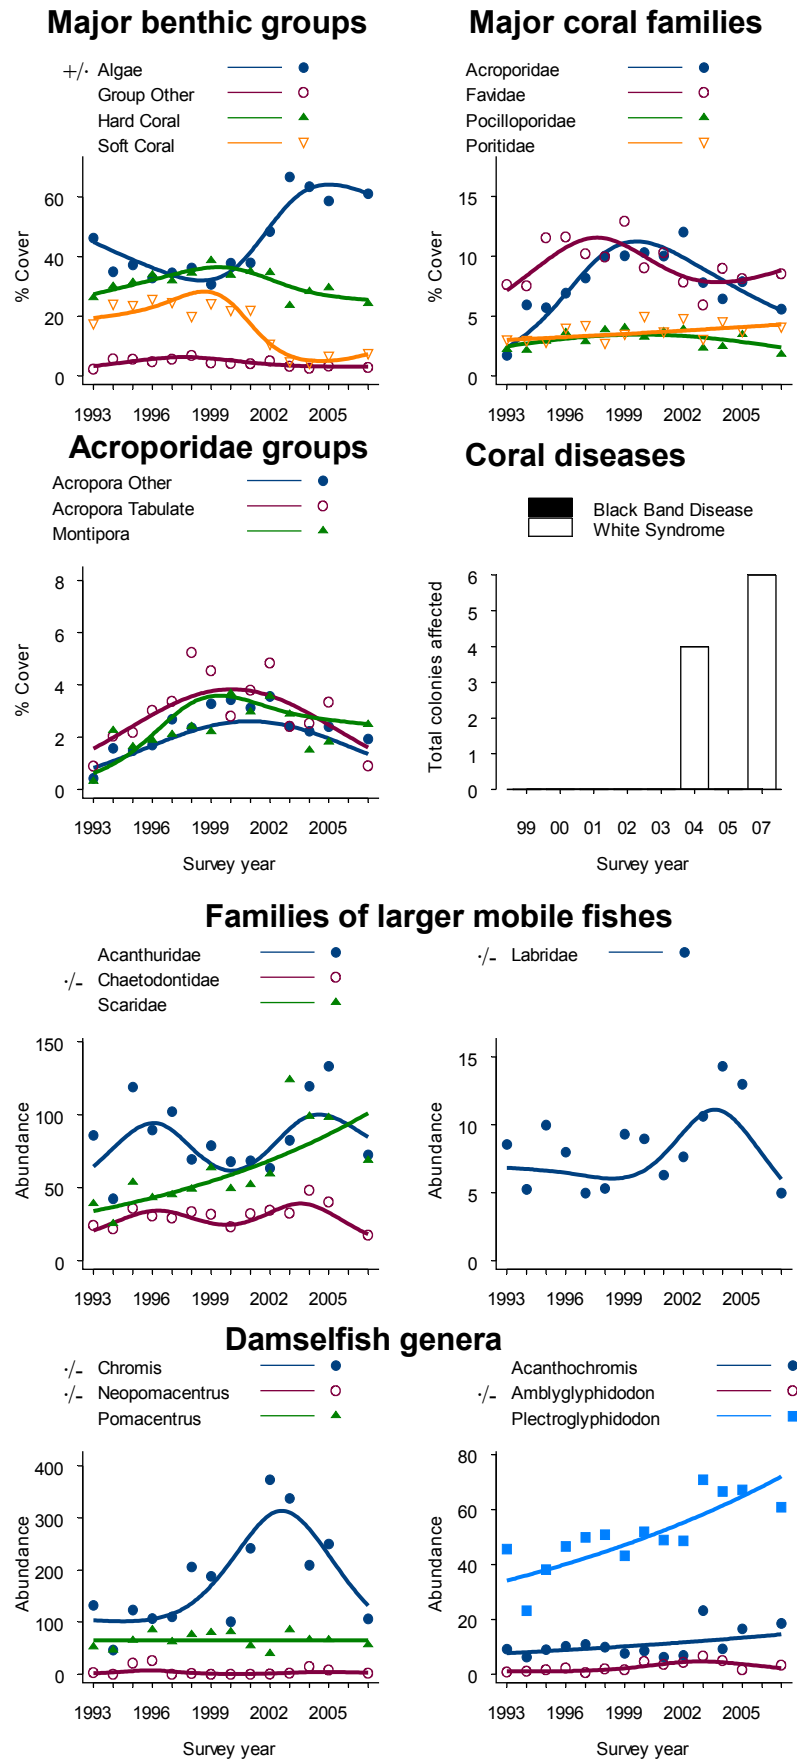 Major benthic groups
Major coral families
+/· Algae
Group Other
Hard Coral
Soft Coral
Acroporidae
Favidae
Pocilloporidae
Poritidae
60
40
20
0
% Cover
1993 1996 1999 2002 2005
15
10
5
0
% Cover
1993 1996 1999 2002 2005
Acroporidae groups
Coral diseases
Acropora Other
Acropora Tabulate
Montipora
Black Band Disease
White Syndrome
8
6
4
2
0
% Cover
1993 1996 1999 2002 2005
Survey year
6
5
4
3
2
1
0
Total colonies affected
99 00 01 02 03 04 05 07
Survey year
Families of larger mobile fishes
Acanthuridae
·/- Chaetodontidae
Scaridae
·/- Labridae
150
100
50
0
Abundance
1993 1996 1999 2002 2005
15
10
5
0
Abundance
1993 1996 1999 2002 2005
Damselfish genera
·/- Chromis
·/- Neopomacentrus
Pomacentrus
Acanthochromis
·/- Amblyglyphidodon
Plectroglyphidodon
400
300
200
100
0
Abundance
1993 1996 1999 2002 2005
Survey year
80
60
40
20
0
Abundance
1993 1996 1999 2002 2005
Survey year